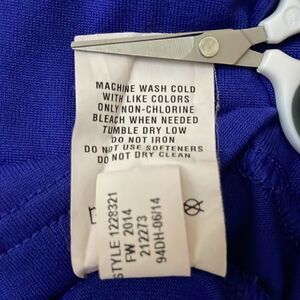 MACHINE WASH COLD
WITH LIKE COLORS
ONLY NON-CHLORINE
BLEACH WHEN NEEDED
TUMBLE DRY LOW
DO NOT IRON
DO NOT USE SOFTENERS
DO NOT DRY CLEAN
STYLE 1228321
FW 2014
212273
94DH-06/14